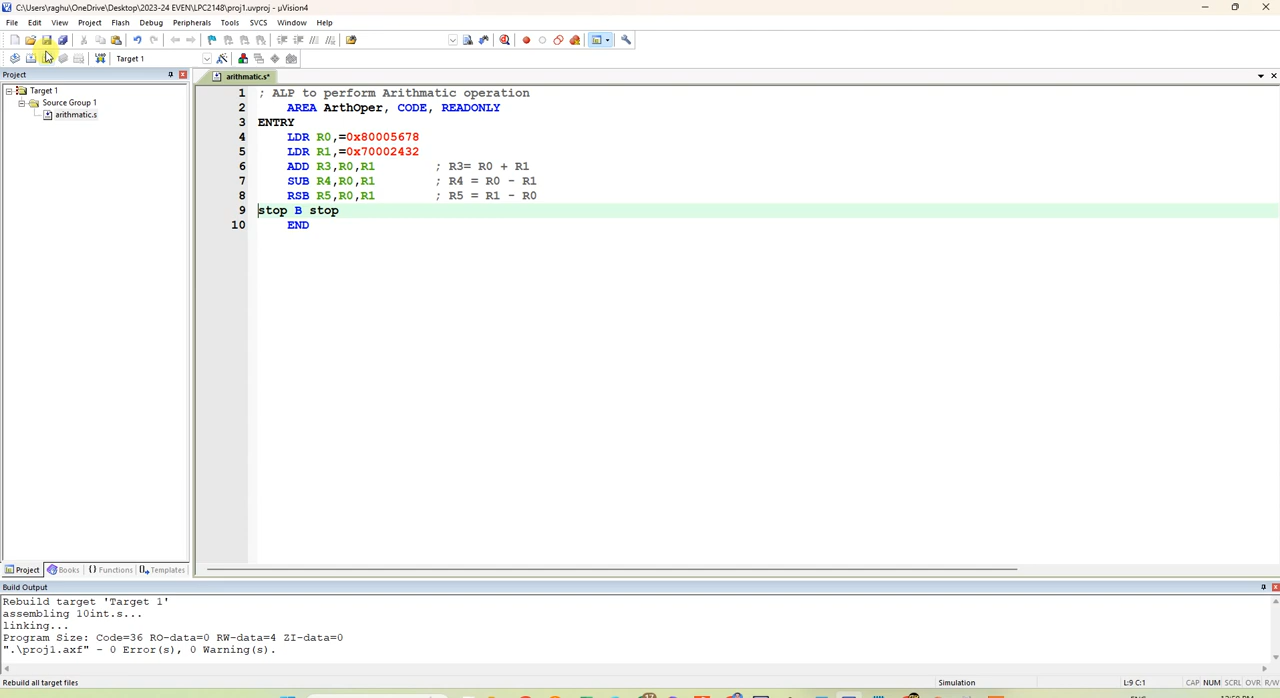 C:\Users\raghu\OneDrive\Desktop\2023-24 EVEN\LPC2148\proj1.uvproj - µVision4
File Edit View Project Flash Debug Peripherals Tools SVCS Window Help
Target 1
Project
arithmatic.s*
Target 1
Source Group 1
arithmatic.s
1 ; ALP to perform Arithmatic operation
2 AREA ArthOper, CODE, READONLY
3 ENTRY
4 LDR R0,=0x80005678
5 LDR R1,=0x70002432
6 ADD R3,R0,R1 ; R3= R0 + R1
7 SUB R4,R0,R1 ; R4 = R0 - R1
8 RSB R5,R0,R1 ; R5 = R1 - R0
9 stop B stop
10 END
Project Books {} Functions Templates
Build Output
Rebuild target 'Target 1'
assembling 10int.s...
linking...
Program Size: Code=36 RO-data=0 RW-data=4 ZI-data=0
".\proj1.axf" - 0 Error(s), 0 Warning(s).
Rebuild all target files Simulation L:9 C:1 CAP NUM SCRL OVR R/W